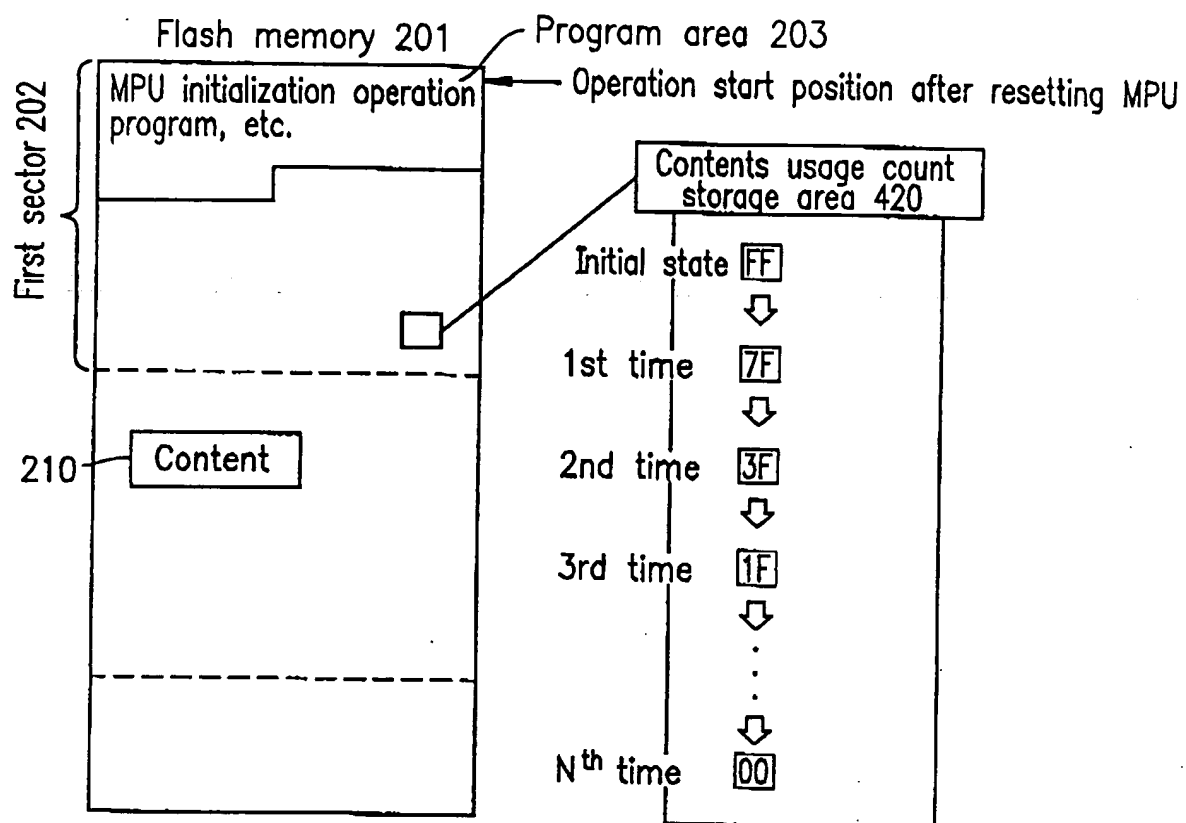 Flash memory 201
Program area 203
First sector 202
MPU initialization operation
program, etc.
Operation start position after resetting MPU
Contents usage count
storage area 420
Initial state FF
1st time 7F
2nd time 3F
3rd time 1F
Nth time 00
210
Content